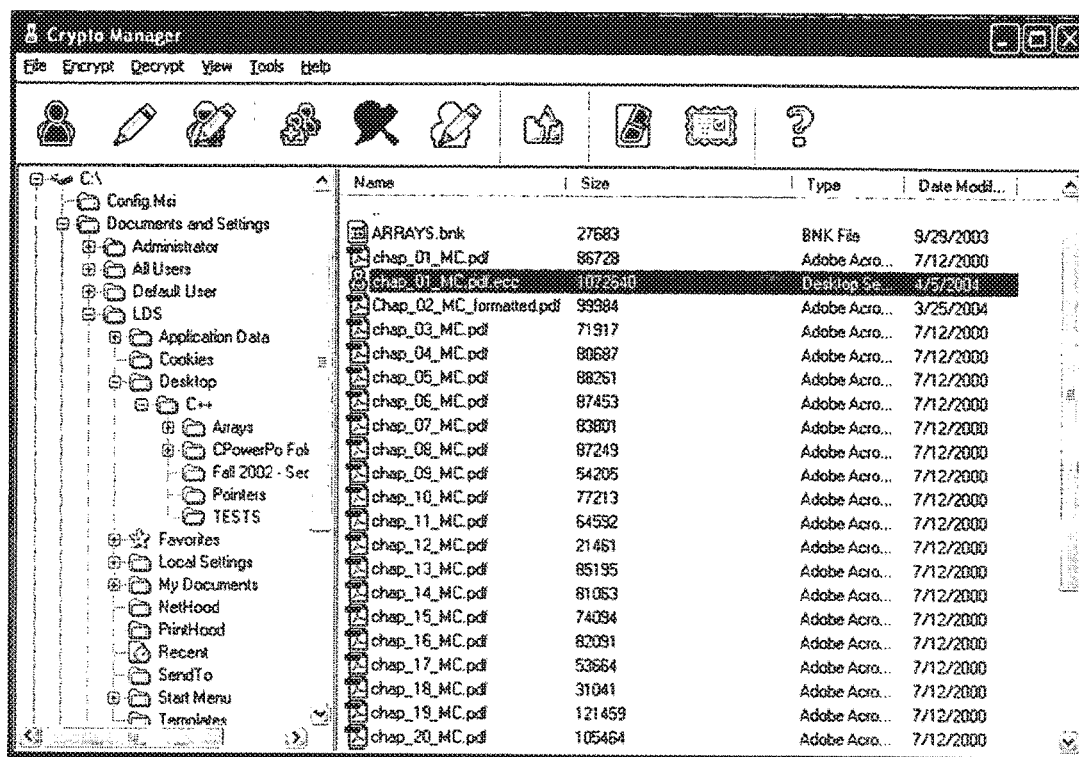 Crypto Manager
File Encrypt Decrypt View Tools Help
C:\
Config.Msi
Documents and Settings
Administrator
All Users
Default User
LDS
Application Data
Cookies
Desktop
C++
Arrays
CPowerPo Fol
Fall 2002 - Sec
Pointers
TESTS
Favorites
Local Settings
My Documents
NetHood
PrintHood
Recent
SendTo
Start Menu
Templates
Name Size Type Date Modif...
..
ARRAYS.bnk 27683 BNK File 9/29/2003
chap_01_MC.pdf 86728 Adobe Acro... 7/12/2000
chap_01_MC.pdf.ecc 1072640 Desktop Se... 4/5/2004
Chap_02_MC_formatted.pdf 99984 Adobe Acro... 3/25/2004
chap_03_MC.pdf 71917 Adobe Acro... 7/12/2000
chap_04_MC.pdf 80687 Adobe Acro... 7/12/2000
chap_05_MC.pdf 88261 Adobe Acro... 7/12/2000
chap_06_MC.pdf 87453 Adobe Acro... 7/12/2000
chap_07_MC.pdf 83801 Adobe Acro... 7/12/2000
chap_08_MC.pdf 87249 Adobe Acro... 7/12/2000
chap_09_MC.pdf 54205 Adobe Acro... 7/12/2000
chap_10_MC.pdf 77213 Adobe Acro... 7/12/2000
chap_11_MC.pdf 64592 Adobe Acro... 7/12/2000
chap_12_MC.pdf 21461 Adobe Acro... 7/12/2000
chap_13_MC.pdf 85195 Adobe Acro... 7/12/2000
chap_14_MC.pdf 81063 Adobe Acro... 7/12/2000
chap_15_MC.pdf 74094 Adobe Acro... 7/12/2000
chap_16_MC.pdf 82091 Adobe Acro... 7/12/2000
chap_17_MC.pdf 53664 Adobe Acro... 7/12/2000
chap_18_MC.pdf 31041 Adobe Acro... 7/12/2000
chap_19_MC.pdf 121459 Adobe Acro... 7/12/2000
chap_20_MC.pdf 105464 Adobe Acro... 7/12/2000